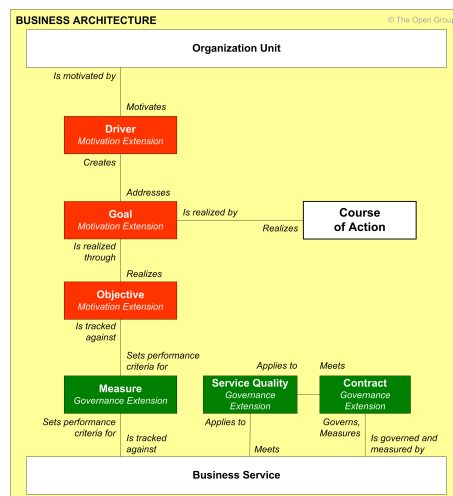 BUSINESS ARCHITECTURE
© The Open Group
Organization Unit
Is motivated by
Motivates
Driver
Motivation Extension
Creates
Addresses
Goal
Motivation Extension
Is realized by
Realizes
Course
of Action
Is realized
through
Realizes
Objective
Motivation Extension
Is tracked
against
Sets performance
criteria for
Applies to
Meets
Measure
Governance Extension
Service Quality
Governance
Extension
Contract
Governance
Extension
Sets performance
criteria for
Is tracked
against
Applies to
Meets
Governs,
Measures
Is governed and
measured by
Business Service